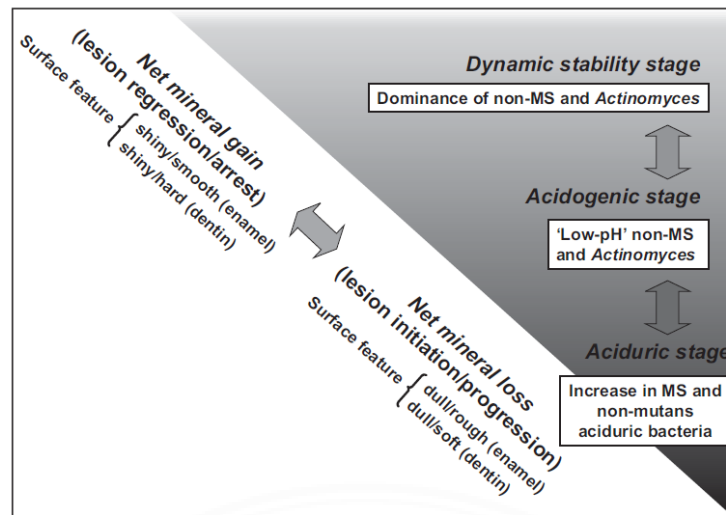 Net mineral gain
(lesion regression/arrest)
Surface feature
shiny/smooth (enamel)
shiny/hard (dentin)
Net mineral loss
(lesion initiation/progression)
Surface feature
dull/rough (enamel)
dull/soft (dentin)
Dynamic stability stage
Dominance of non-MS and Actinomyces
Acidogenic stage
‘Low-pH’ non-MS
and Actinomyces
Aciduric stage
Increase in MS and
non-mutans
aciduric bacteria